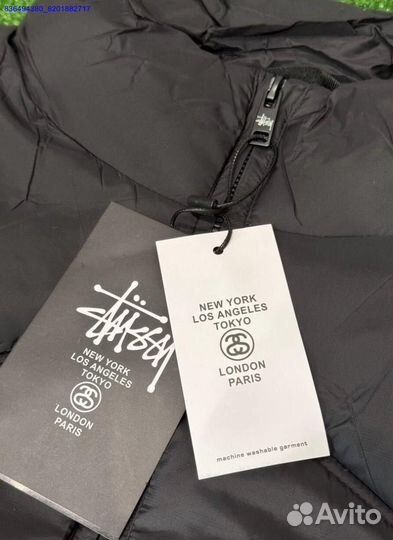 836494380_8201882717
STUSSY
Stüssy
NEW YORK
LOS ANGELES
TOKYO
LONDON
PARIS
NEW YORK
LOS ANGELES
TOKYO
LONDON
PARIS
machine washable garment
Avito